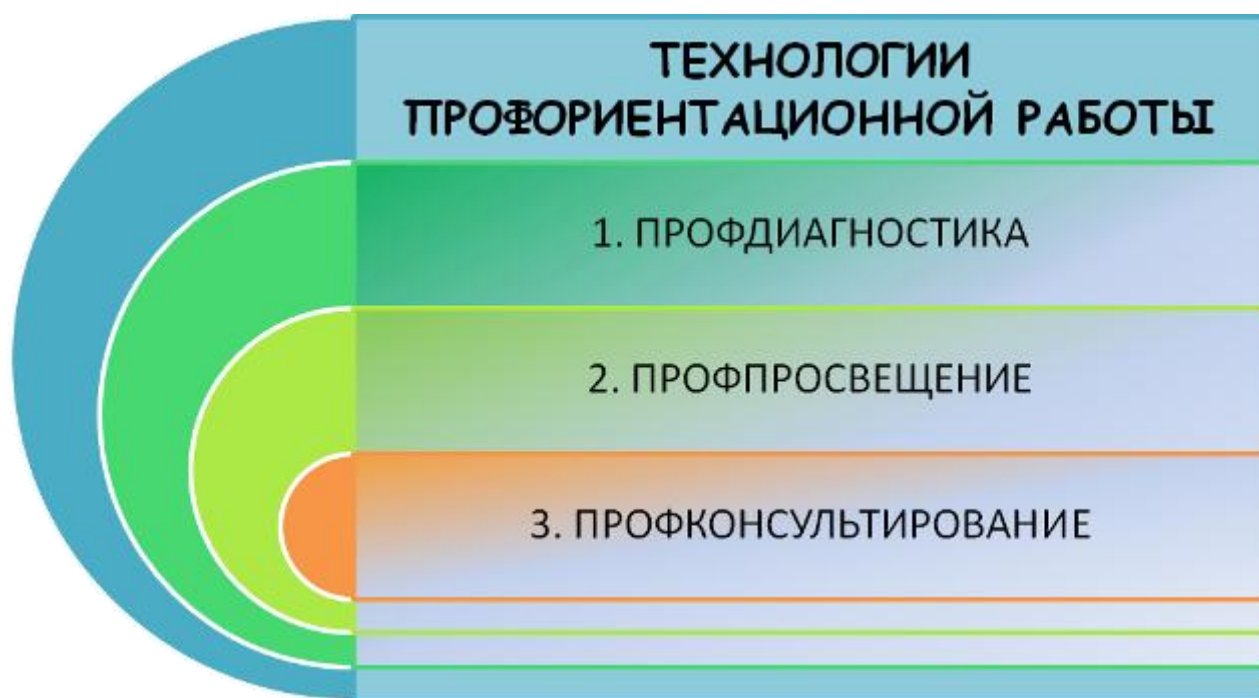 ТЕХНОЛОГИИ
ПРОФОРИЕНТАЦИОННОЙ РАБОТЫ
1. ПРОФДИАГНОСТИКА
2. ПРОФПРОСВЕЩЕНИЕ
3. ПРОФКОНСУЛЬТИРОВАНИЕ